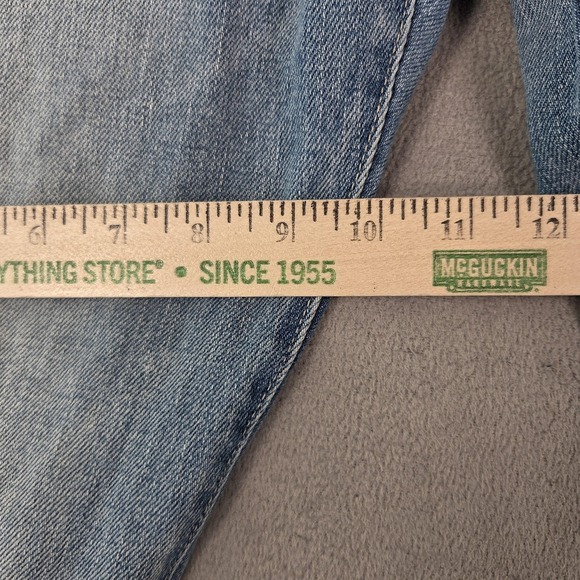 6 7 8 9 10 11 12
YTHING STORE® • SINCE 1955
McGUCKIN
HARDWARE®